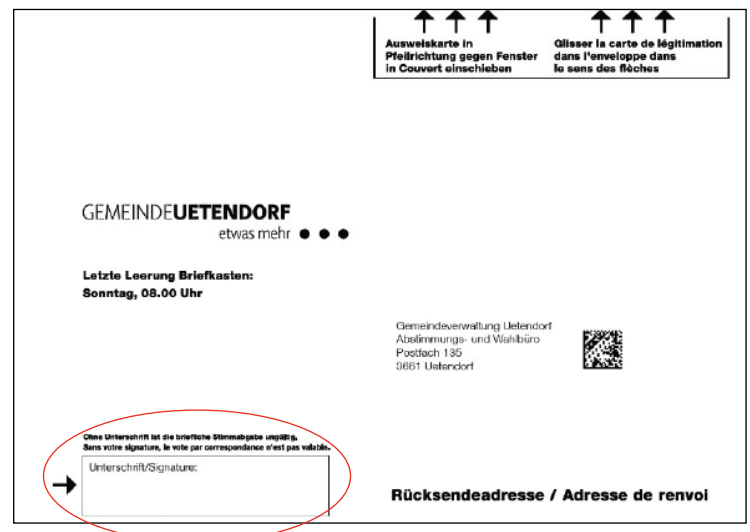 Ausweiskarte in
Pfeilrichtung gegen Fenster
in Couvert einschieben
Glisser la carte de légitimation
dans l'enveloppe dans
le sens des flèches
GEMEINDEUETENDORF
etwas mehr
Letzte Leerung Briefkasten:
Sonntag, 08.00 Uhr
Gemeindeverwaltung Uetendorf
Abstimmungs- und Wahlbüro
Postfach 135
3661 Uetendorf
Ohne Unterschrift ist die briefliche Stimmabgabe ungültig.
Sans votre signature, le vote par correspondance n'est pas valable.
Unterschrift/Signature:
Rücksendeadresse / Adresse de renvoi